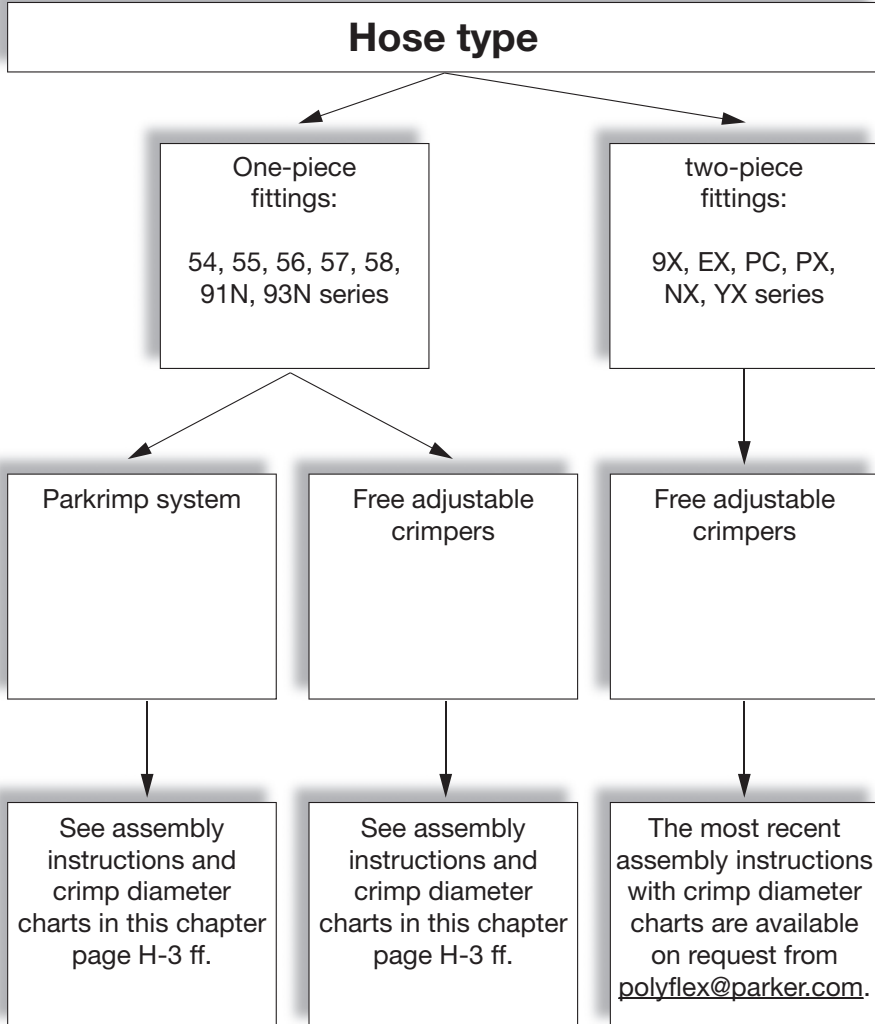 Hose type
One-piece
fittings:
54, 55, 56, 57, 58,
91N, 93N series
two-piece
fittings:
9X, EX, PC, PX,
NX, YX series
Parkrimp system
Free adjustable
crimpers
Free adjustable
crimpers
See assembly
instructions and
crimp diameter
charts in this chapter
page H-3 ff.
See assembly
instructions and
crimp diameter
charts in this chapter
page H-3 ff.
The most recent
assembly instructions
with crimp diameter
charts are available
on request from
polyflex@parker.com.